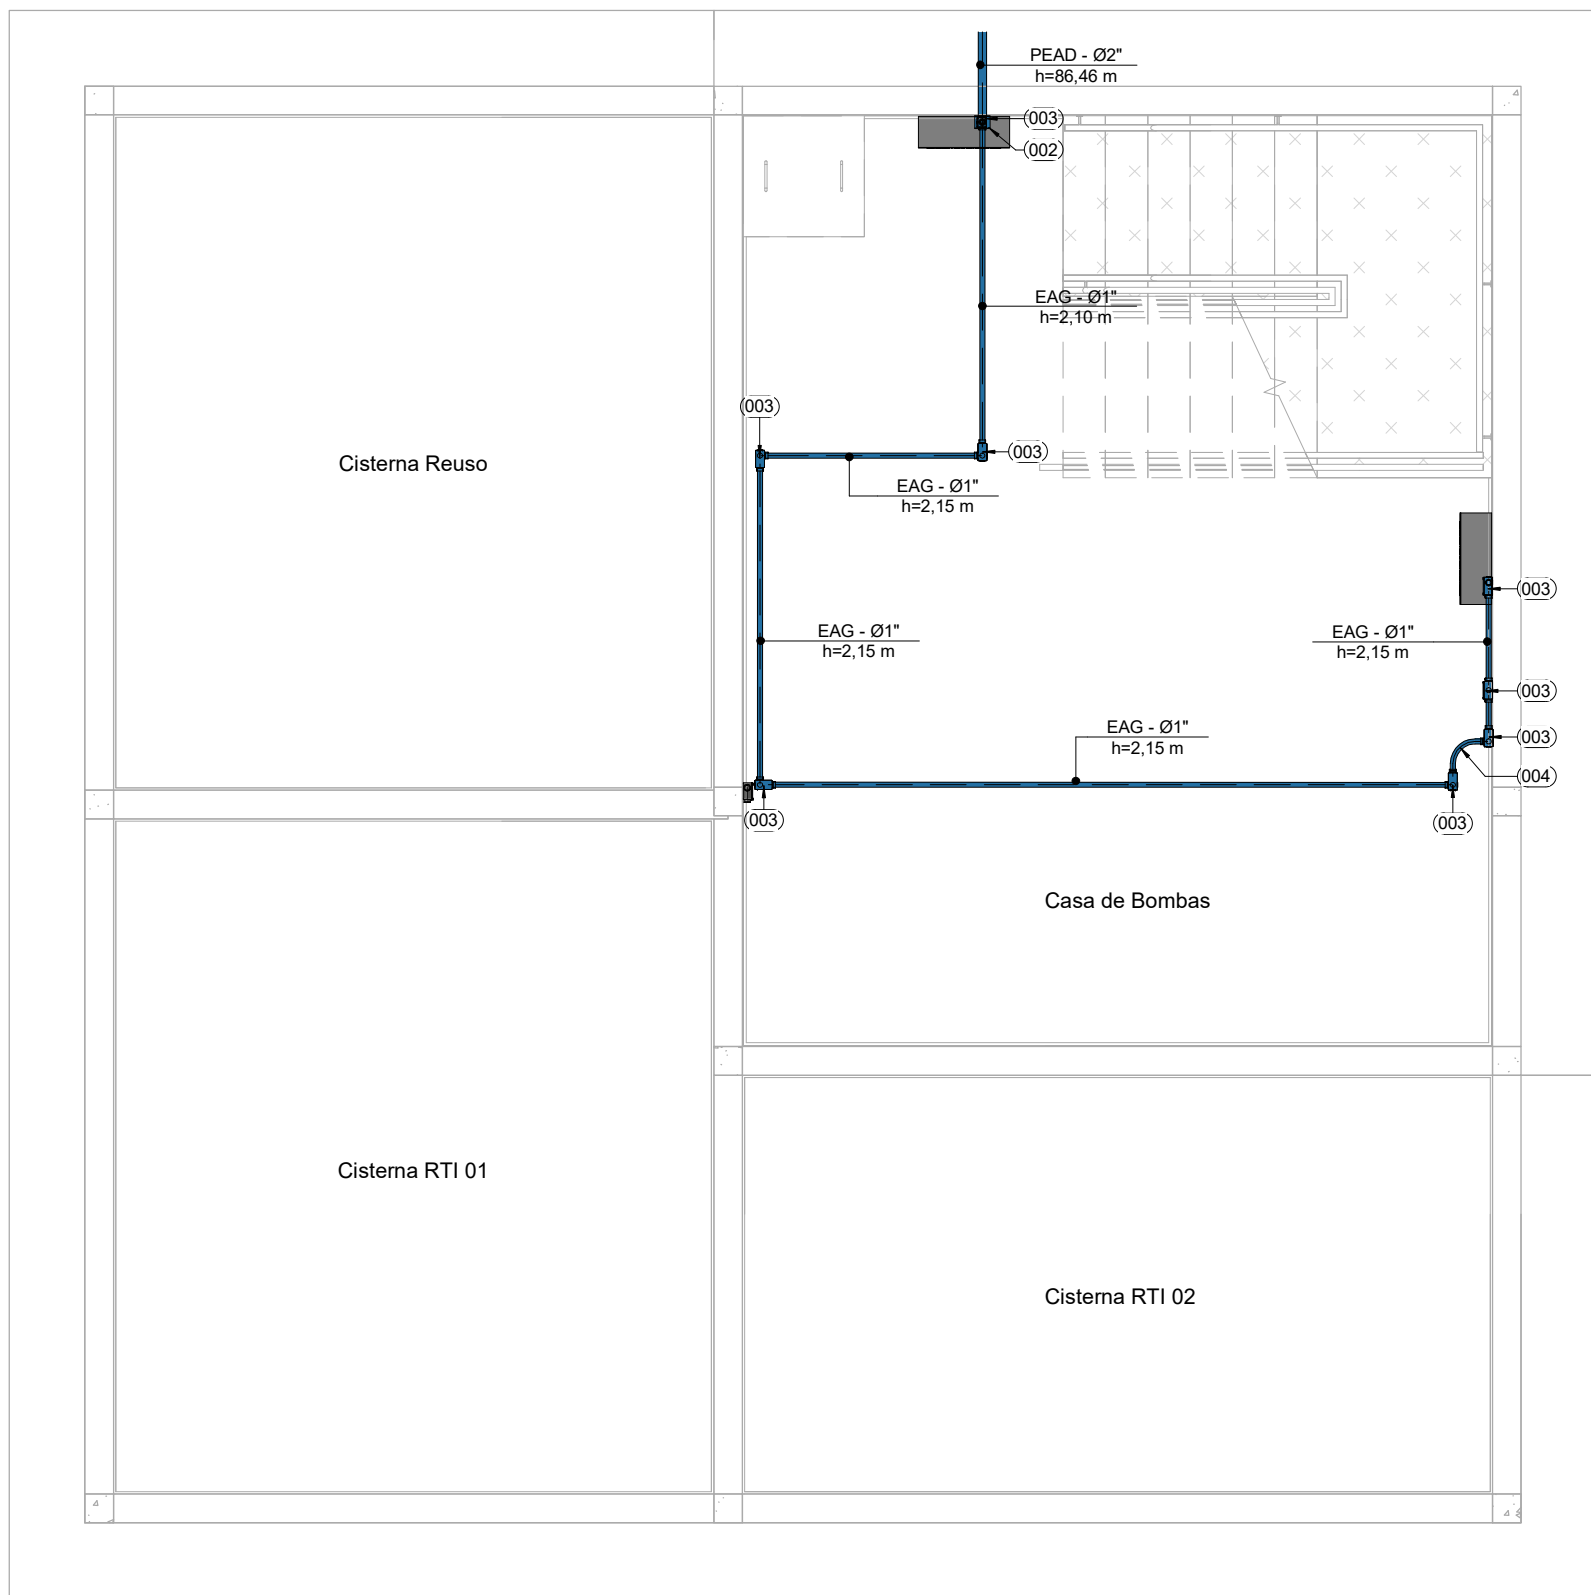 PEAD - Ø2"
h=86,46 m
(003)
(002)
EAG - Ø1"
h=2,10 m
(003)
(003)
Cisterna Reuso
EAG - Ø1"
h=2,15 m
(003)
EAG - Ø1"
h=2,15 m
EAG - Ø1"
h=2,15 m
(003)
EAG - Ø1"
h=2,15 m
(003)
(004)
(003)
(003)
Casa de Bombas
Cisterna RTI 01
Cisterna RTI 02